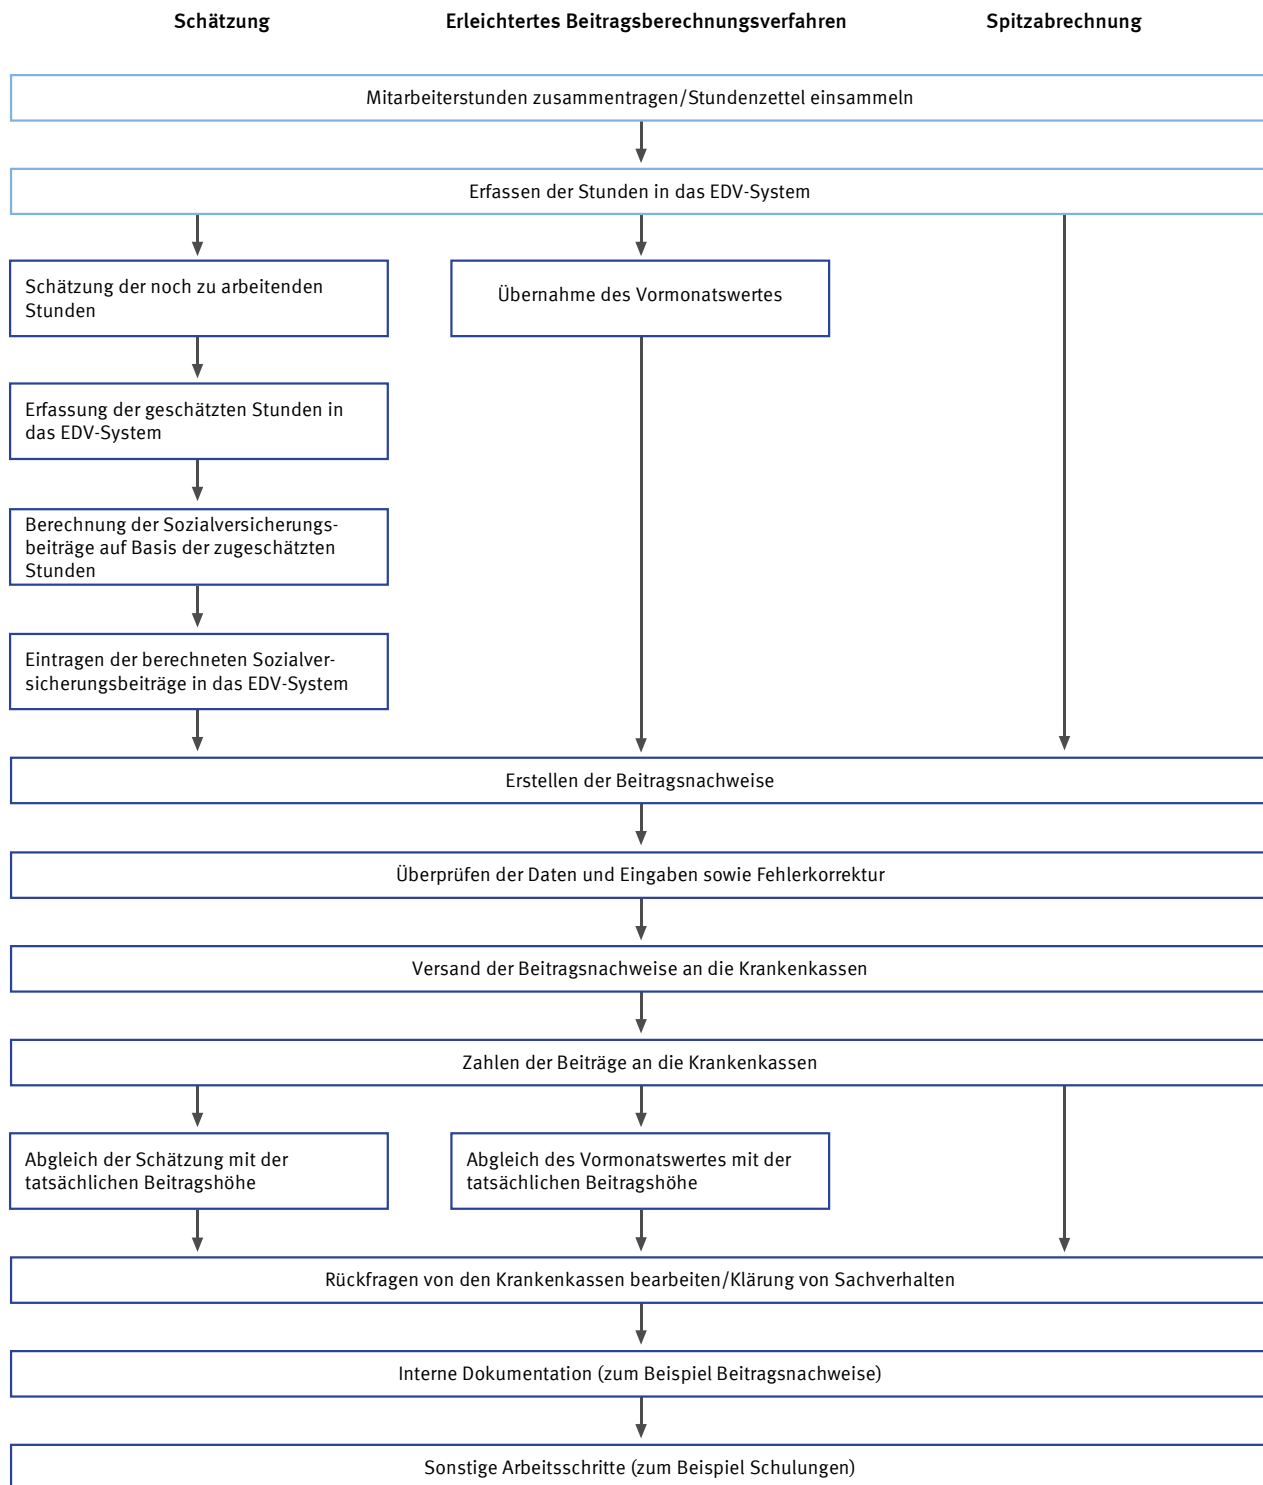 Schätzung
Erleichtertes Beitragsberechnungsverfahren
Spitzabrechnung
Mitarbeiterstunden zusammentragen/Stundenzettel einsammeln
Erfassen der Stunden in das EDV-System
Schätzung der noch zu arbeitenden
Stunden
Übernahme des Vormonatswertes
Erfassung der geschätzten Stunden in
das EDV-System
Berechnung der Sozialversicherungs-
beiträge auf Basis der zugeschätzten
Stunden
Eintragen der berechneten Sozialver-
sicherungsbeiträge in das EDV-System
Erstellen der Beitragsnachweise
Überprüfen der Daten und Eingaben sowie Fehlerkorrektur
Versand der Beitragsnachweise an die Krankenkassen
Zahlen der Beiträge an die Krankenkassen
Abgleich der Schätzung mit der
tatsächlichen Beitragshöhe
Abgleich des Vormonatswertes mit der
tatsächlichen Beitragshöhe
Rückfragen von den Krankenkassen bearbeiten/Klärung von Sachverhalten
Interne Dokumentation (zum Beispiel Beitragsnachweise)
Sonstige Arbeitsschritte (zum Beispiel Schulungen)